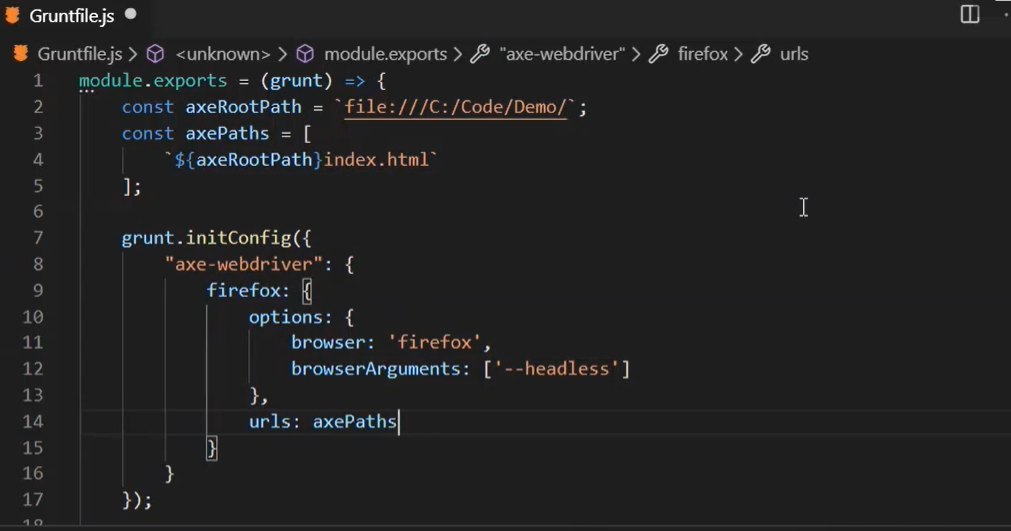 Gruntfile.js
Gruntfile.js > <unknown> > module.exports > "axe-webdriver" > firefox > urls
1 module.exports = (grunt) => {
2 const axeRootPath = `file:///C:/Code/Demo/`;
3 const axePaths = [
4 `${axeRootPath}index.html`
5 ];
6
7 grunt.initConfig({
8 "axe-webdriver": {
9 firefox: {
10 options: {
11 browser: 'firefox',
12 browserArguments: ['--headless']
13 },
14 urls: axePaths
15 }
16 }
17 });
18